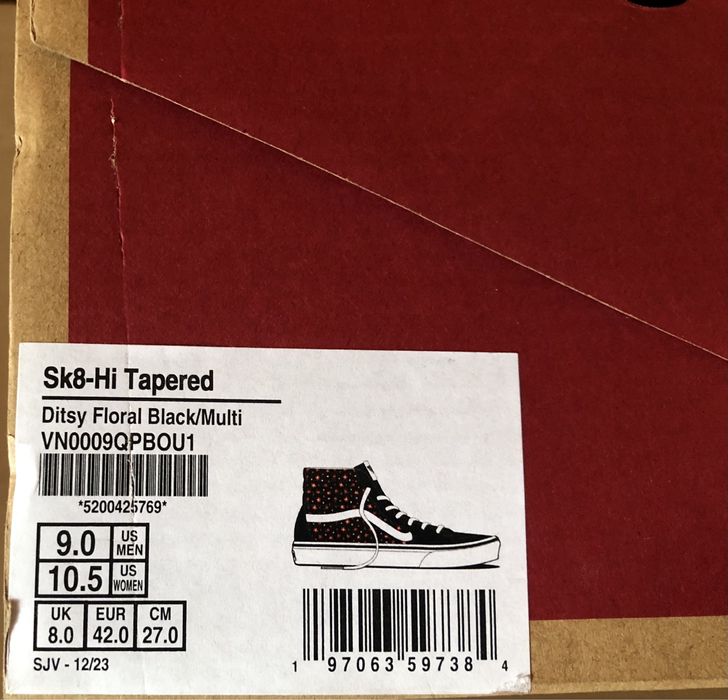 Sk8-Hi Tapered
Ditsy Floral Black/Multi
VN0009QPBOU1
*5200425769*
9.0 US MEN
10.5 US WOMEN
UK EUR CM
8.0 42.0 27.0
SJV - 12/23
1 97063 59738 4